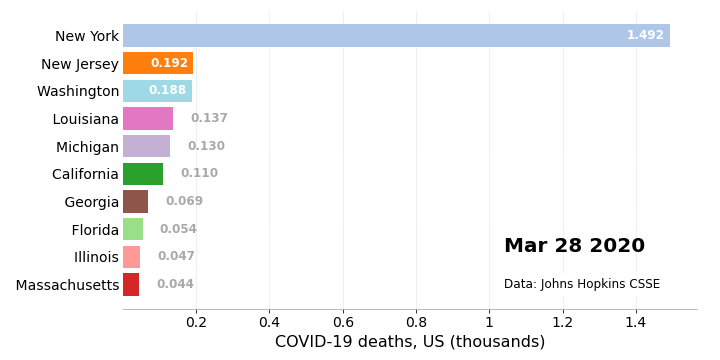 New York 1.492
New Jersey 0.192
Washington 0.188
Louisiana 0.137
Michigan 0.130
California 0.110
Georgia 0.069
Florida 0.054
Illinois 0.047
Massachusetts 0.044
Mar 28 2020
Data: Johns Hopkins CSSE
0.2 0.4 0.6 0.8 1 1.2 1.4
COVID-19 deaths, US (thousands)